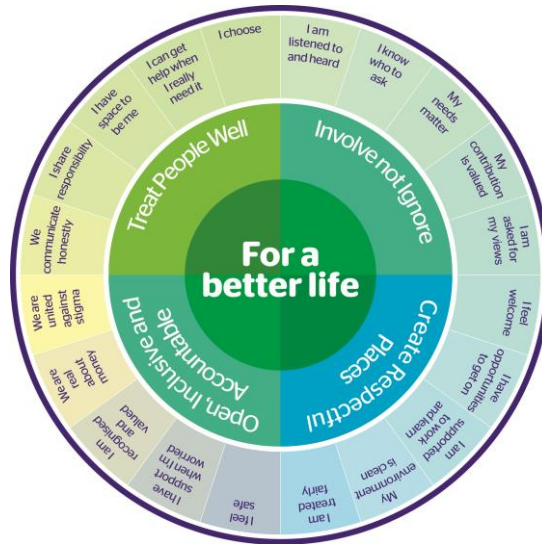 For a
better life
Treat People Well
Involve not Ignore
Create Respectful
Places
Open, Inclusive and
Accountable
I am
listened to
and heard
I know
who to
ask
My
needs
matter
My
contribution
is valued
I am
asked for
my views
I feel
welcome
I have
opportunities
to get on
I am
supported
to work
and learn
My
environment
is clean
I am
treated
fairly
I feel
safe
I have
support
when I'm
worried
I am
recognised
and
valued
We are
real
about
money
We are
united
against
stigma
We
communicate
honestly
I share
responsibilty
I have
space to
be me
I can get
help when
I really
need it
I choose